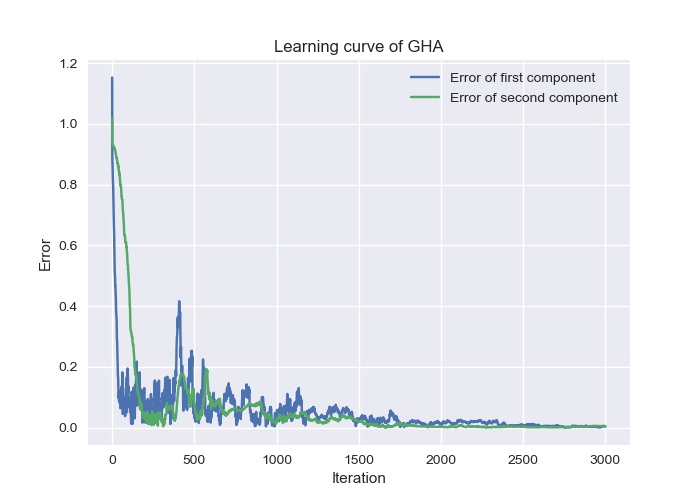 Learning curve of GHA
Error of first component
Error of second component
1.2
1.0
0.8
0.6
0.4
0.2
0.0
Error
0
500
1000
1500
2000
2500
3000
Iteration